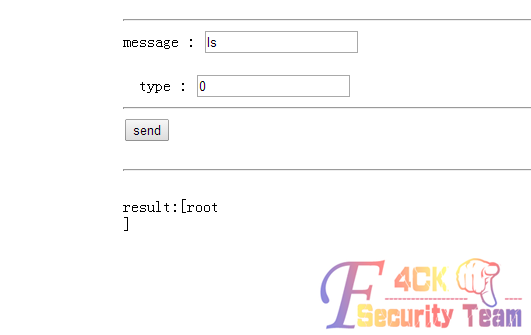 message : ls
type : 0
send
result:[root
]
F4CK
Security Team